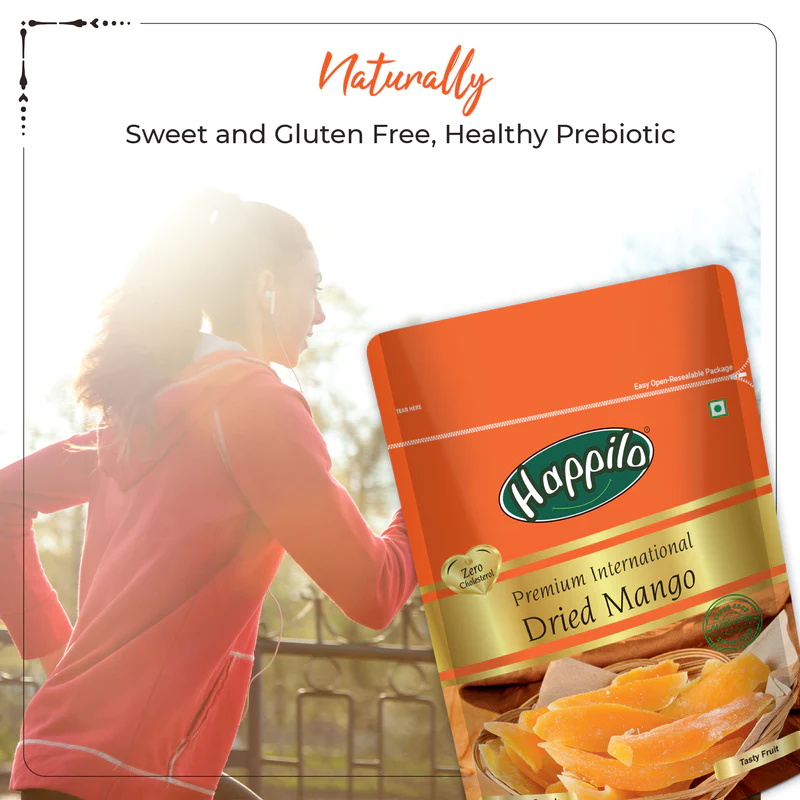 Naturally
Sweet and Gluten Free, Healthy Prebiotic
Easy Open-Resealable Package
TEAR HERE
Happilo®
Zero
Cholesterol
Premium International
Dried Mango
Tasty Fruit